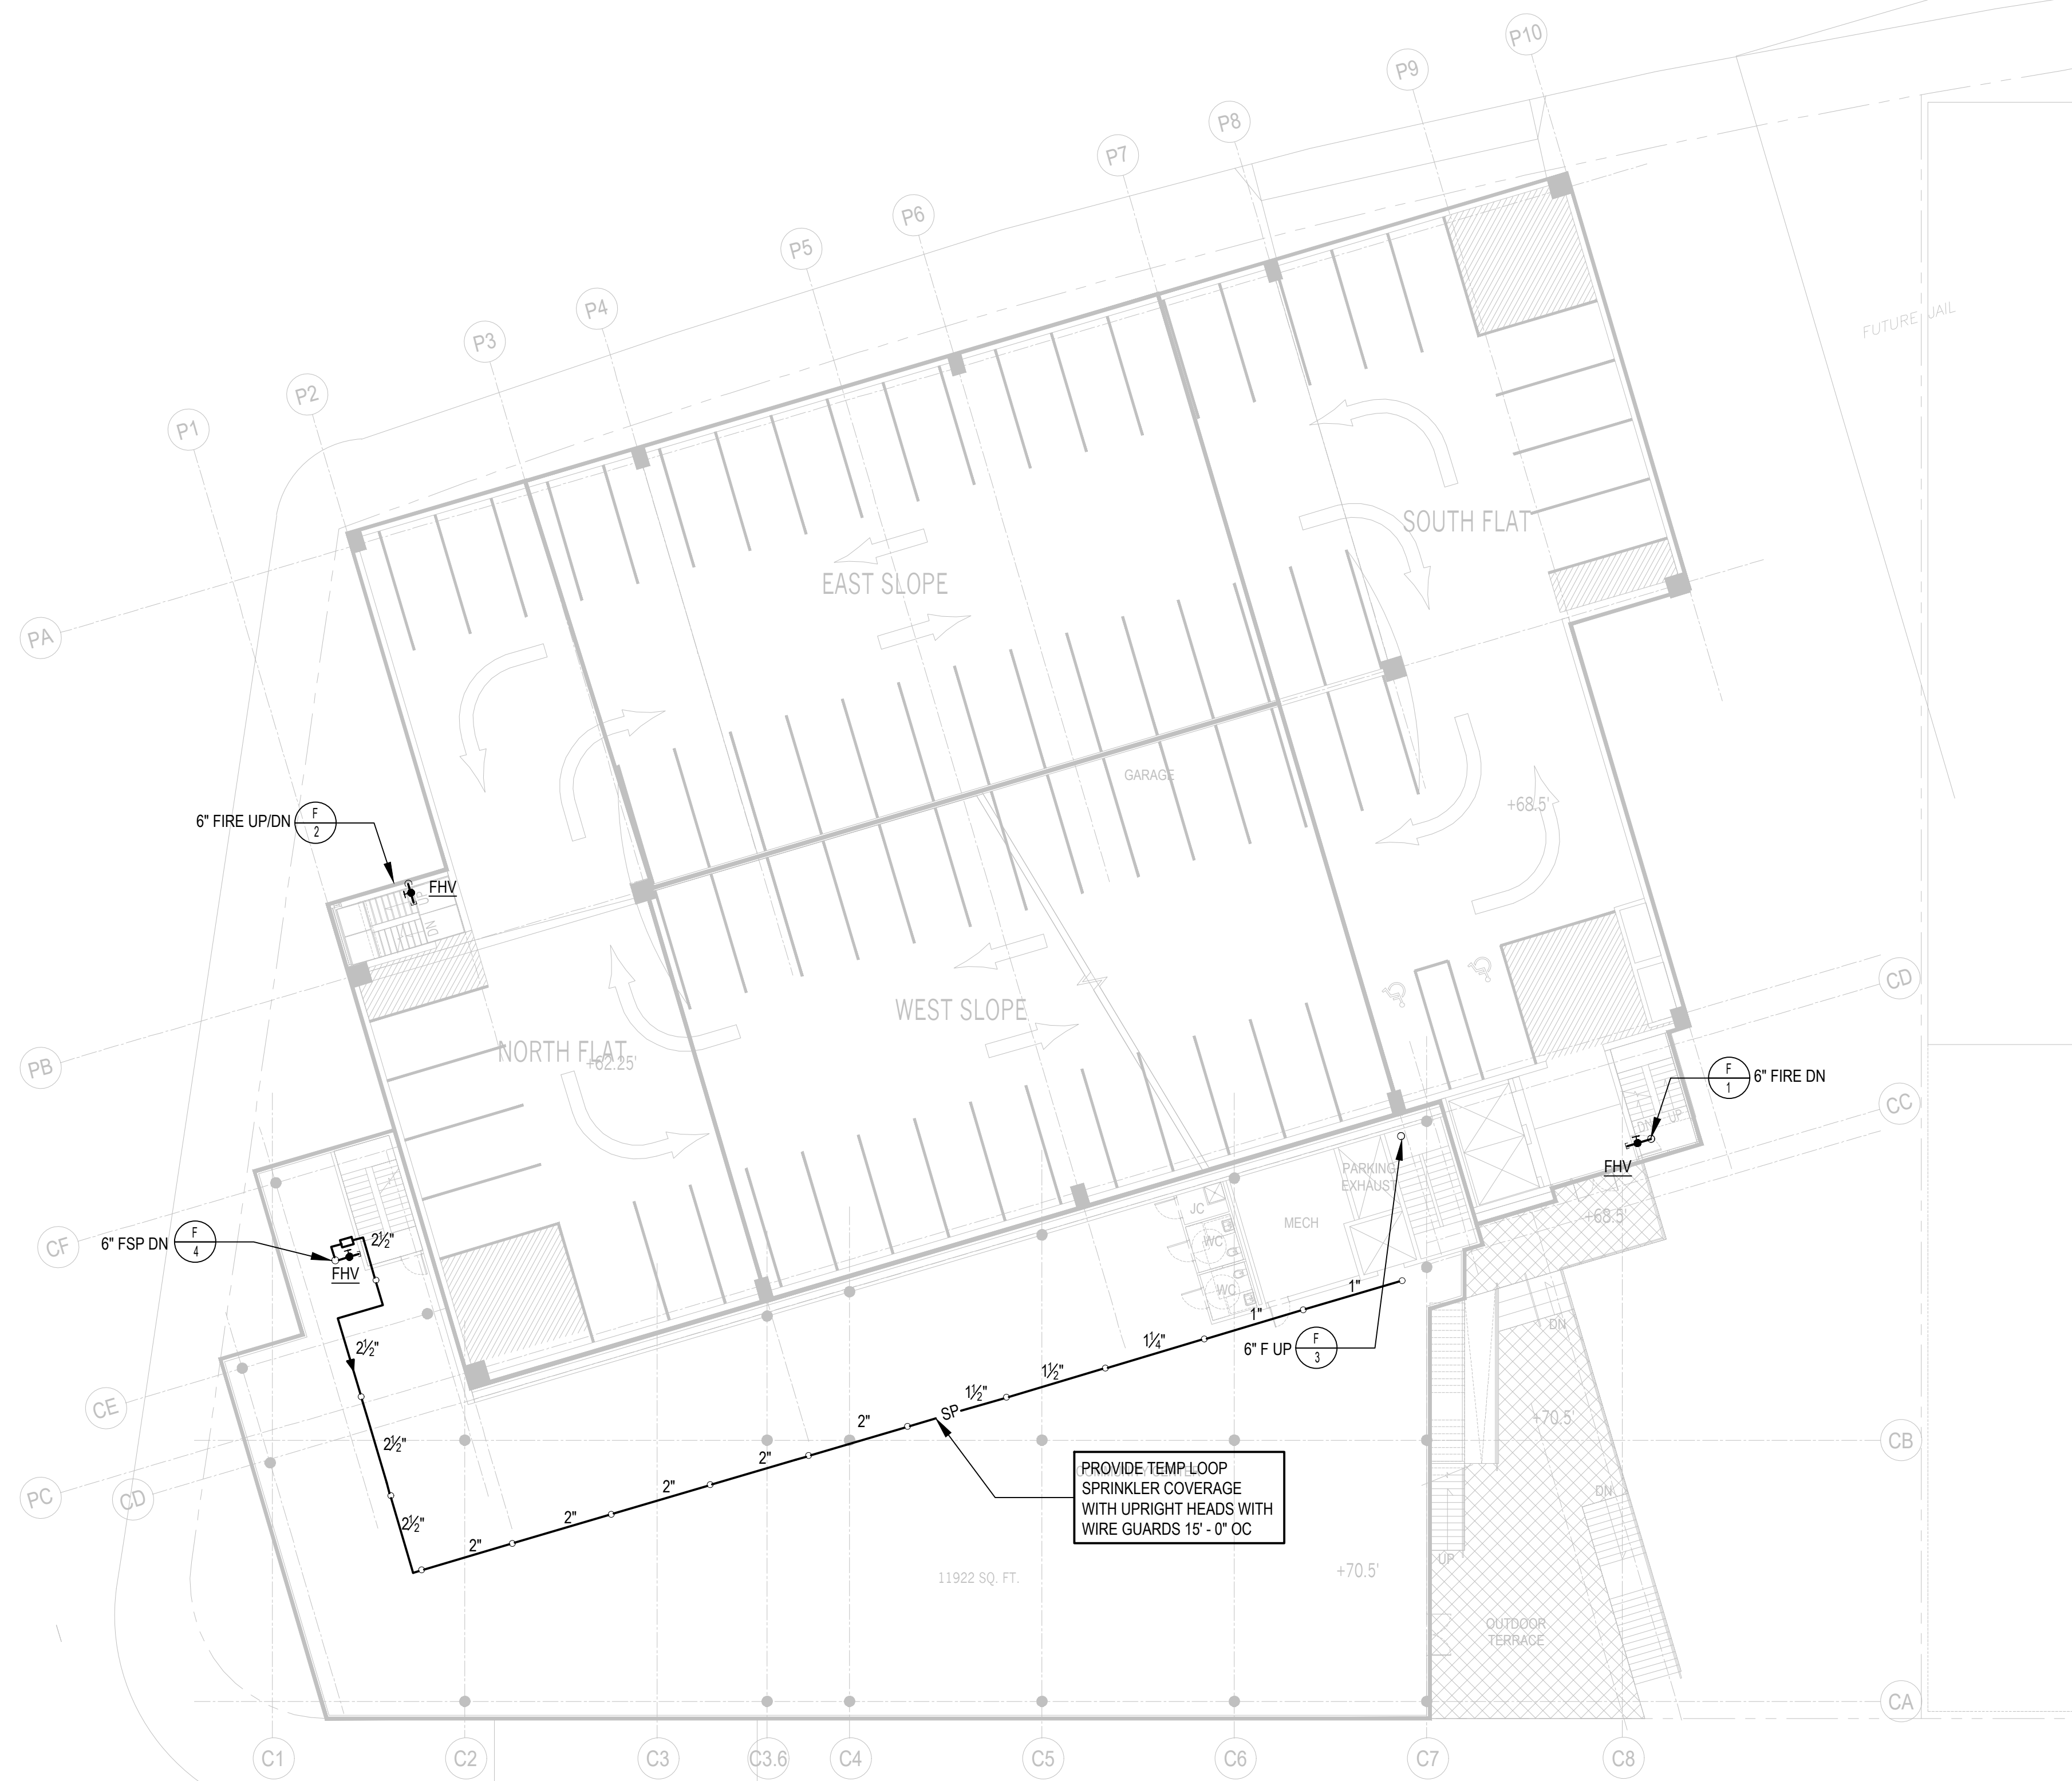 P10
P9
P8
P7
P6
P5
P4
P3
P2
P1
FUTURE JAIL
SOUTH FLAT
EAST SLOPE
PA
GARAGE
+68.5'
6" FIRE UP/DN
F
2
FHV
DN
WEST SLOPE
NORTH FLAT
+62.25'
PB
CD
CC
F
1
6" FIRE DN
DN
UP
FHV
PARKING
EXHAUST
JC
MECH
WC
WC
+68.5'
6" FSP DN
F
4
FHV
2½"
CF
2½"
2½"
2½"
1"
1"
1¼"
1½"
1½"
SP
2"
2"
2"
2"
2"
6" F UP
F
3
DN
+70.5'
CE
CB
PC
CD
PROVIDE TEMP LOOP
SPRINKLER COVERAGE
WITH UPRIGHT HEADS WITH
WIRE GUARDS 15' - 0" OC
DN
UP
+70.5'
11922 SQ. FT.
OUTDOOR
TERRACE
CA
C1
C2
C3
C3.6
C4
C5
C6
C7
C8